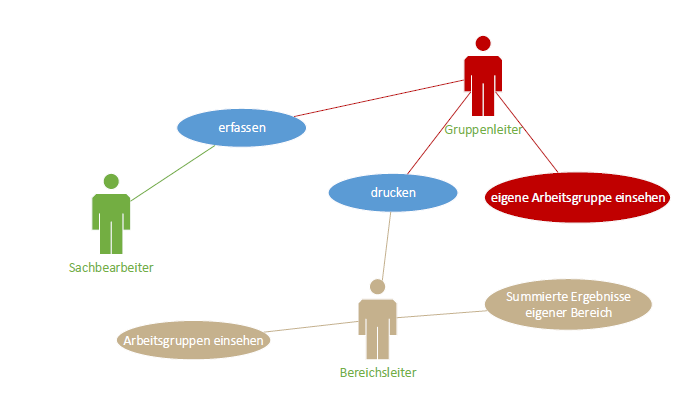 erfassen
Gruppenleiter
drucken
eigene Arbeitsgruppe einsehen
Sachbearbeiter
Summierte Ergebnisse
eigener Bereich
Arbeitsgruppen einsehen
Bereichsleiter